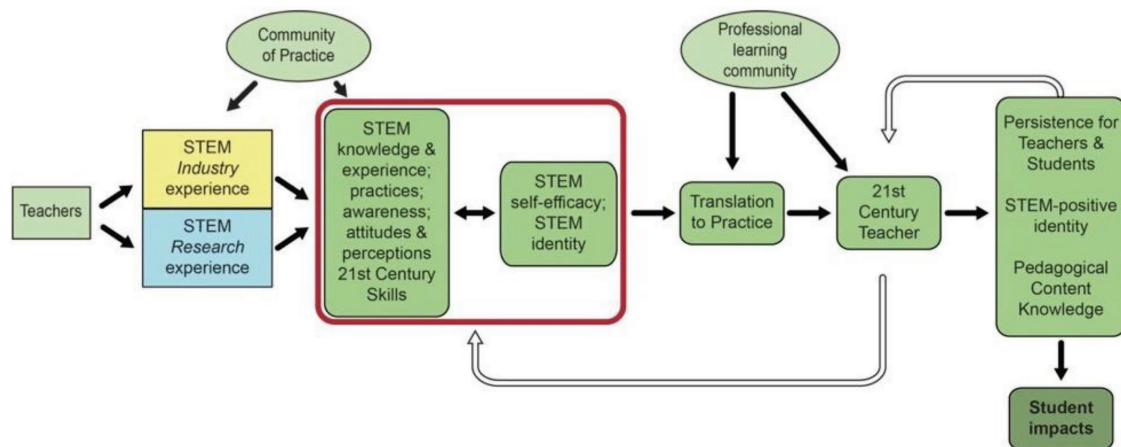 Community
of Practice
Professional
learning
community
Teachers
STEM
Industry
experience
STEM
Research
experience
STEM
knowledge &
experience;
practices;
awareness;
attitudes &
perceptions
21st Century
Skills
STEM
self-efficacy;
STEM
identity
Translation
to Practice
21st
Century
Teacher
Persistence for
Teachers &
Students
STEM-positive
identity
Pedagogical
Content
Knowledge
Student
impacts